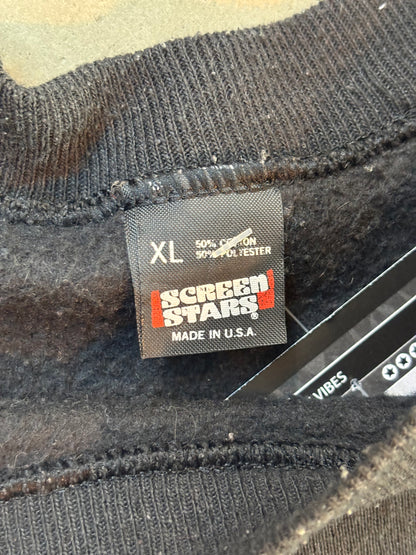 XL
50% COTTON
50% POLYESTER
SCREEN
STARS®
MADE IN U.S.A.
VIBES